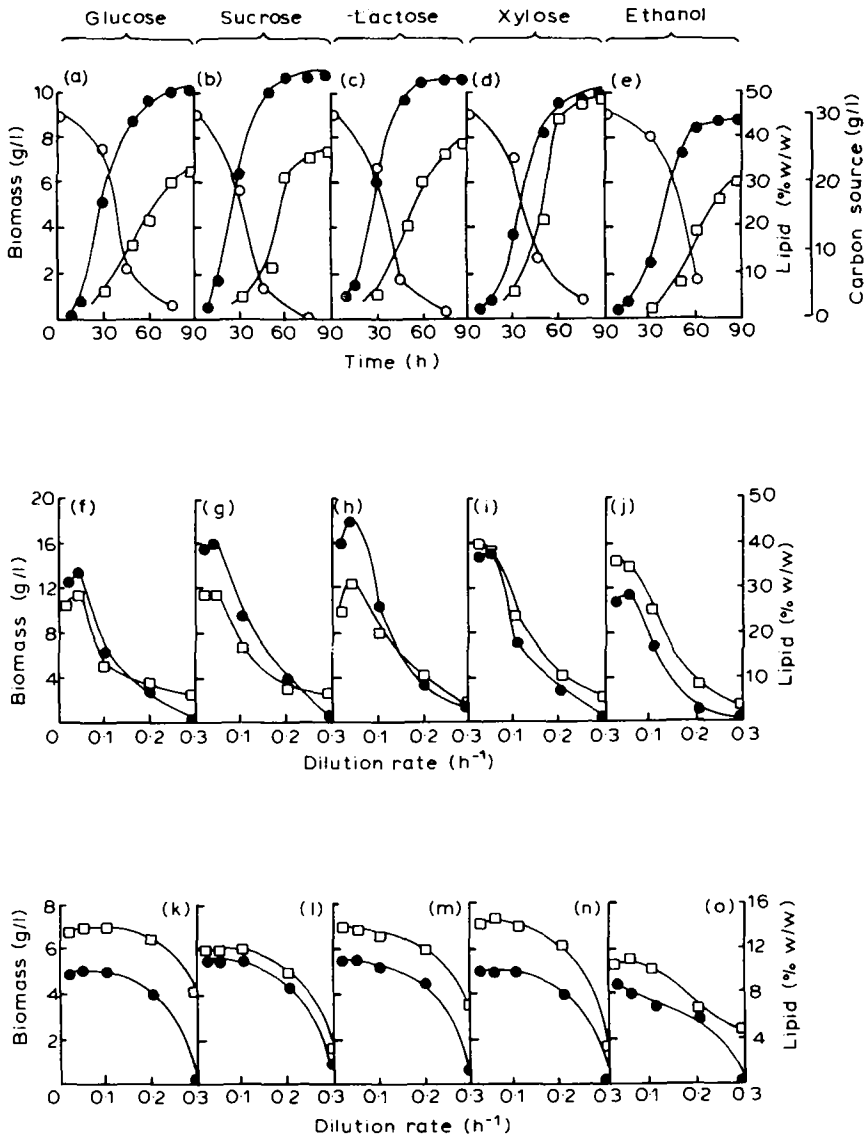 Glucose Sucrose -Lactose Xylose Ethanol
(a) (b) (c) (d) (e)
Biomass (g/l)
10 8 6 4 2
Lipid (% w/w)
50 40 30 20 10
Carbon source (g/l)
30 20 10 0
0 30 60 90 30 60 90 30 60 90 30 60 90 30 60 90
Time (h)
(f) (g) (h) (i) (j)
Biomass (g/l)
20 16 12 8 4
Lipid (% w/w)
50 40 30 20 10
0 0·1 0·2 0·3 0·1 0·2 0·3 0·1 0·2 0·3 0·1 0·2 0·3 0·1 0·2 0·3
Dilution rate (h⁻¹)
(k) (l) (m) (n) (o)
Biomass (g/l)
8 6 4 2
Lipid (% w/w)
16 12 8 4
0 0·1 0·2 0·3 0·1 0·2 0·3 0·1 0·2 0·3 0·1 0·2 0·3 0·1 0·2 0·3
Dilution rate (h⁻¹)